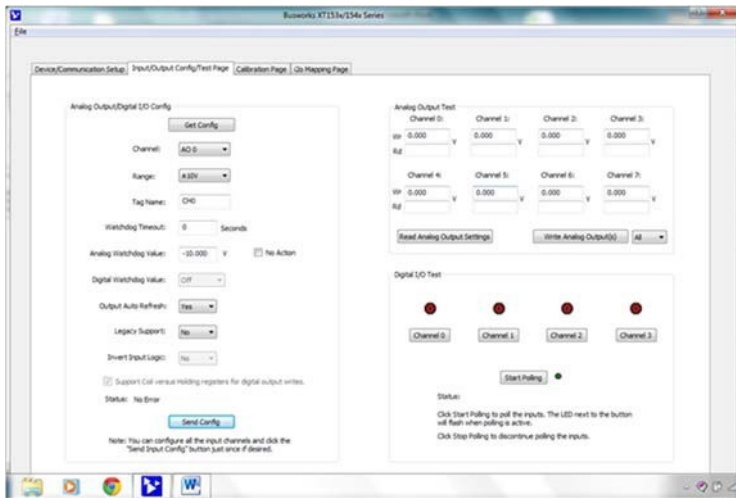 Busworks XT153x/154x Series
File
Device/Communication Setup
Input/Output Config/Test Page
Calibration Page
i2o Mapping Page
Analog Output/Digital I/O Config
Get Config
Channel: AO 0
Range: ±10V
Tag Name: CH0
Watchdog Timeout: 0 Seconds
Analog Watchdog Value: -10.000 V No Action
Digital Watchdog Value: Off
Output Auto Refresh: Yes
Legacy Support: No
Invert Input Logic: No
Support Coil versus Holding registers for digital output writes.
Status: No Error
Send Config
Note: You can configure all the input channels and click the
"Send Input Config" button just once if desired.
Analog Output Test
Channel 0: Channel 1: Channel 2: Channel 3:
Wr 0.000 V 0.000 V 0.000 V 0.000 V
Rd
Channel 4: Channel 5: Channel 6: Channel 7:
Wr 0.000 V 0.000 V 0.000 V 0.000 V
Rd
Read Analog Output Settings
Write Analog Output(s) All
Digital I/O Test
Channel 0 Channel 1 Channel 2 Channel 3
Start Polling
Status:
Click Start Polling to poll the inputs. The LED next to the button
will flash when polling is active.
Click Stop Polling to discontinue polling the inputs.